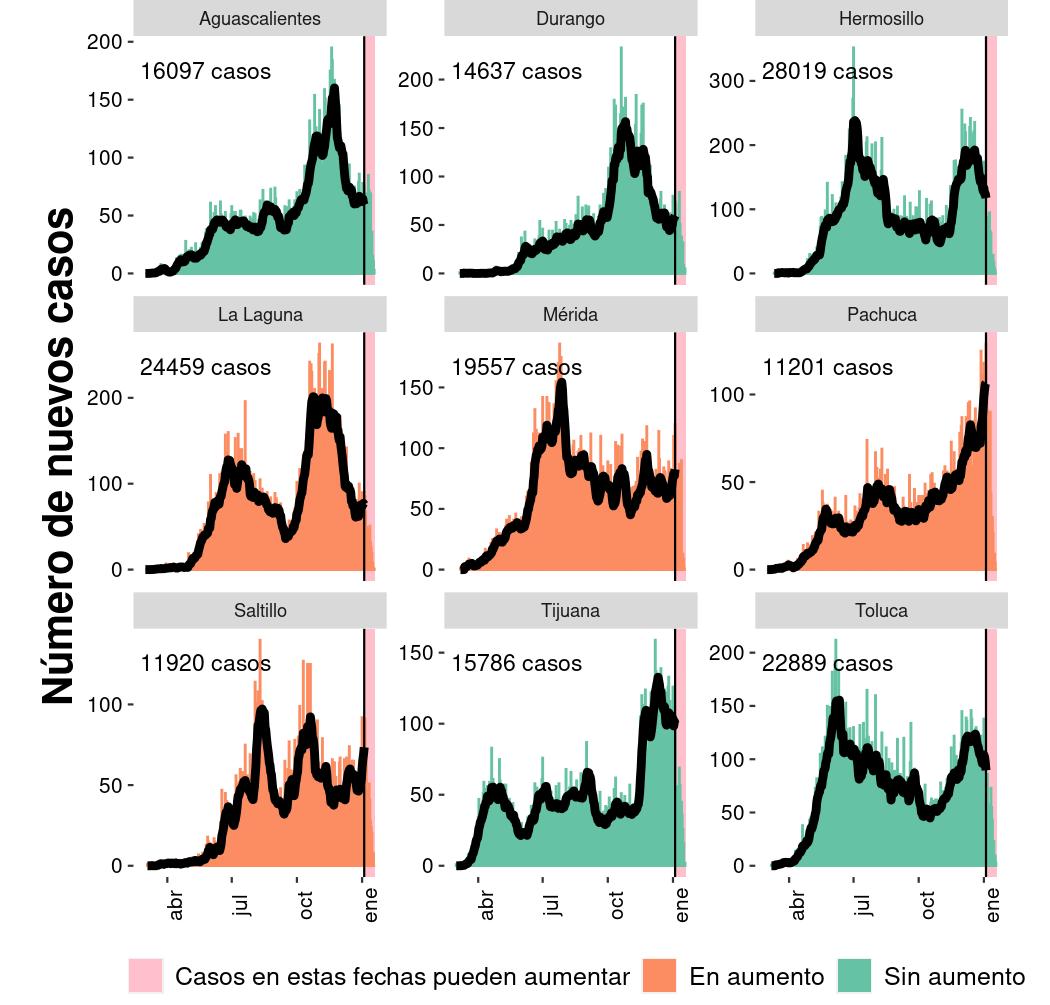 Número de nuevos casos
Aguascalientes
Durango
Hermosillo
200
150
100
50
0
16097 casos
200
150
100
50
0
14637 casos
300
200
100
0
28019 casos
La Laguna
Mérida
Pachuca
200
100
0
24459 casos
150
100
50
0
19557 casos
100
50
0
11201 casos
Saltillo
Tijuana
Toluca
100
50
0
11920 casos
150
100
50
0
15786 casos
200
150
100
50
0
22889 casos
abr
jul
oct
ene
abr
jul
oct
ene
abr
jul
oct
ene
Casos en estas fechas pueden aumentar
En aumento
Sin aumento